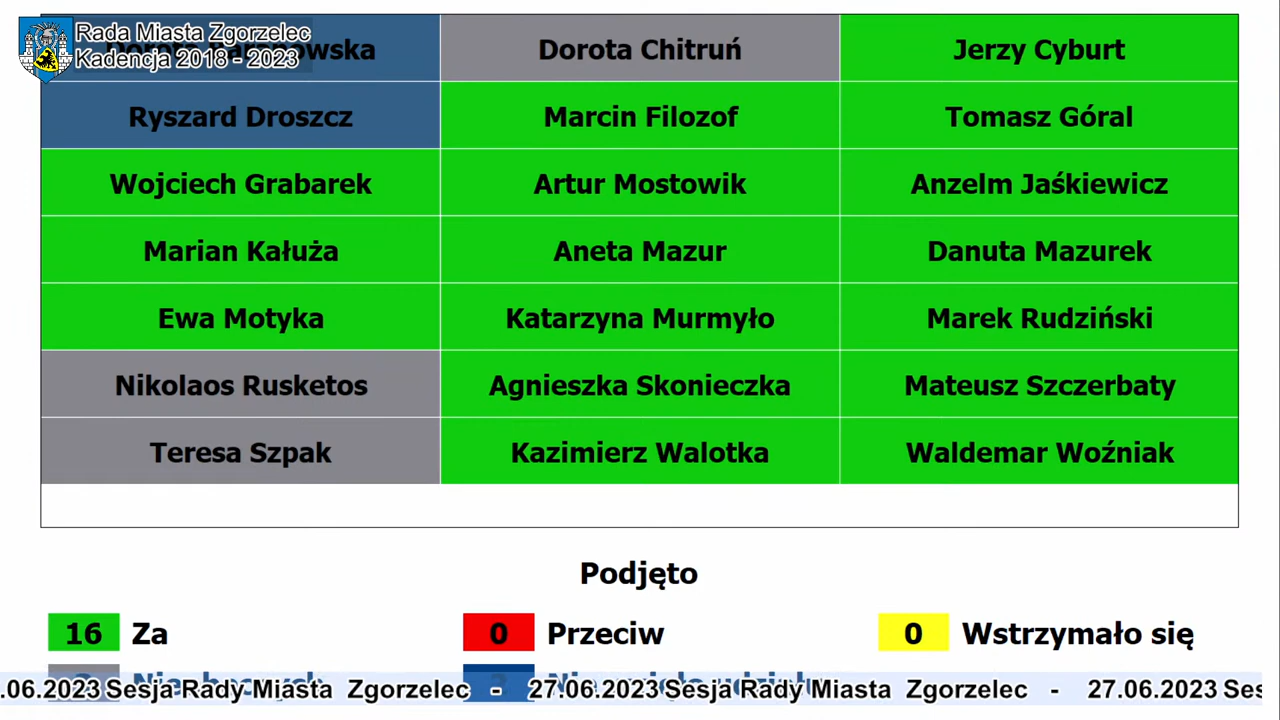 Rada Miasta Zgorzelec
Kadencja 2018 - 2023
Dorota Chitruń
Jerzy Cyburt
Ryszard Droszcz
Marcin Filozof
Tomasz Góral
Wojciech Grabarek
Artur Mostowik
Anzelm Jaśkiewicz
Marian Kałuża
Aneta Mazur
Danuta Mazurek
Ewa Motyka
Katarzyna Murmyło
Marek Rudziński
Nikolaos Rusketos
Agnieszka Skonieczka
Mateusz Szczerbaty
Teresa Szpak
Kazimierz Walotka
Waldemar Woźniak
Podjęto
16 Za
0 Przeciw
0 Wstrzymało się
.06.2023 Sesja Rady Miasta Zgorzelec - 27.06.2023 Sesja Rady Miasta Zgorzelec - 27.06.2023 Ses